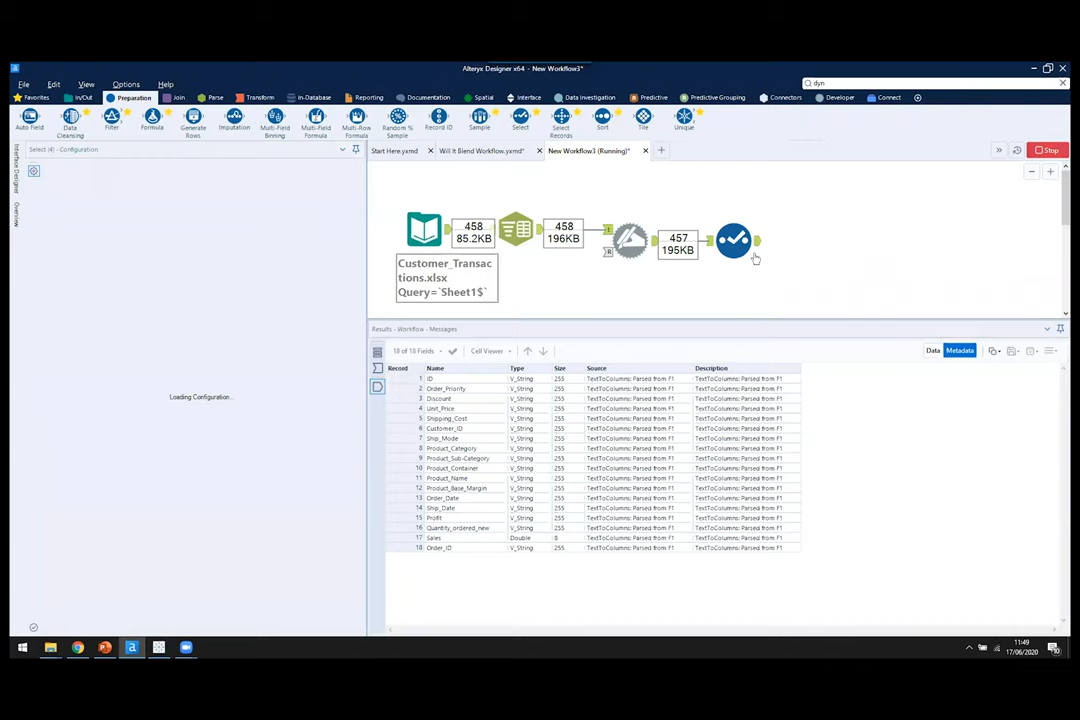 Alteryx Designer x64 - New Workflow3*
File Edit View Options Help
dyn
Favorites In/Out Preparation Join Parse Transform In-Database Reporting Documentation Spatial Interface Data Investigation Predictive Predictive Grouping Connectors Developer Connect
Auto Field Data Cleansing Filter Formula Generate Rows Imputation Multi-Field Binning Multi-Field Formula Multi-Row Formula Random % Sample Record ID Sample Select Select Records Sort Tile Unique
Select (4) - Configuration
Start Here.yxmd Will It Blend Workflow.yxmd* New Workflow3 (Running)*
Stop
Interface Designer
Overview
458
85.2KB
458
196KB
L
R
457
195KB
Customer_Transac
tions.xlsx
Query=`Sheet1$`
Results - Workflow - Messages
18 of 18 Fields Cell Viewer Data Metadata
Record Name Type Size Source Description
1 ID V_String 255 TextToColumns: Parsed from F1 TextToColumns: Parsed from F1
2 Order_Priority V_String 255 TextToColumns: Parsed from F1 TextToColumns: Parsed from F1
3 Discount V_String 255 TextToColumns: Parsed from F1 TextToColumns: Parsed from F1
4 Unit_Price V_String 255 TextToColumns: Parsed from F1 TextToColumns: Parsed from F1
5 Shipping_Cost V_String 255 TextToColumns: Parsed from F1 TextToColumns: Parsed from F1
6 Customer_ID V_String 255 TextToColumns: Parsed from F1 TextToColumns: Parsed from F1
7 Ship_Mode V_String 255 TextToColumns: Parsed from F1 TextToColumns: Parsed from F1
8 Product_Category V_String 255 TextToColumns: Parsed from F1 TextToColumns: Parsed from F1
9 Product_Sub-Category V_String 255 TextToColumns: Parsed from F1 TextToColumns: Parsed from F1
10 Product_Container V_String 255 TextToColumns: Parsed from F1 TextToColumns: Parsed from F1
11 Product_Name V_String 255 TextToColumns: Parsed from F1 TextToColumns: Parsed from F1
12 Product_Base_Margin V_String 255 TextToColumns: Parsed from F1 TextToColumns: Parsed from F1
13 Order_Date V_String 255 TextToColumns: Parsed from F1 TextToColumns: Parsed from F1
14 Ship_Date V_String 255 TextToColumns: Parsed from F1 TextToColumns: Parsed from F1
15 Profit V_String 255 TextToColumns: Parsed from F1 TextToColumns: Parsed from F1
16 Quantity_ordered_new V_String 255 TextToColumns: Parsed from F1 TextToColumns: Parsed from F1
17 Sales Double 8 TextToColumns: Parsed from F1 TextToColumns: Parsed from F1
18 Order_ID V_String 255 TextToColumns: Parsed from F1 TextToColumns: Parsed from F1
Loading Configuration...
11:49
17/06/2020